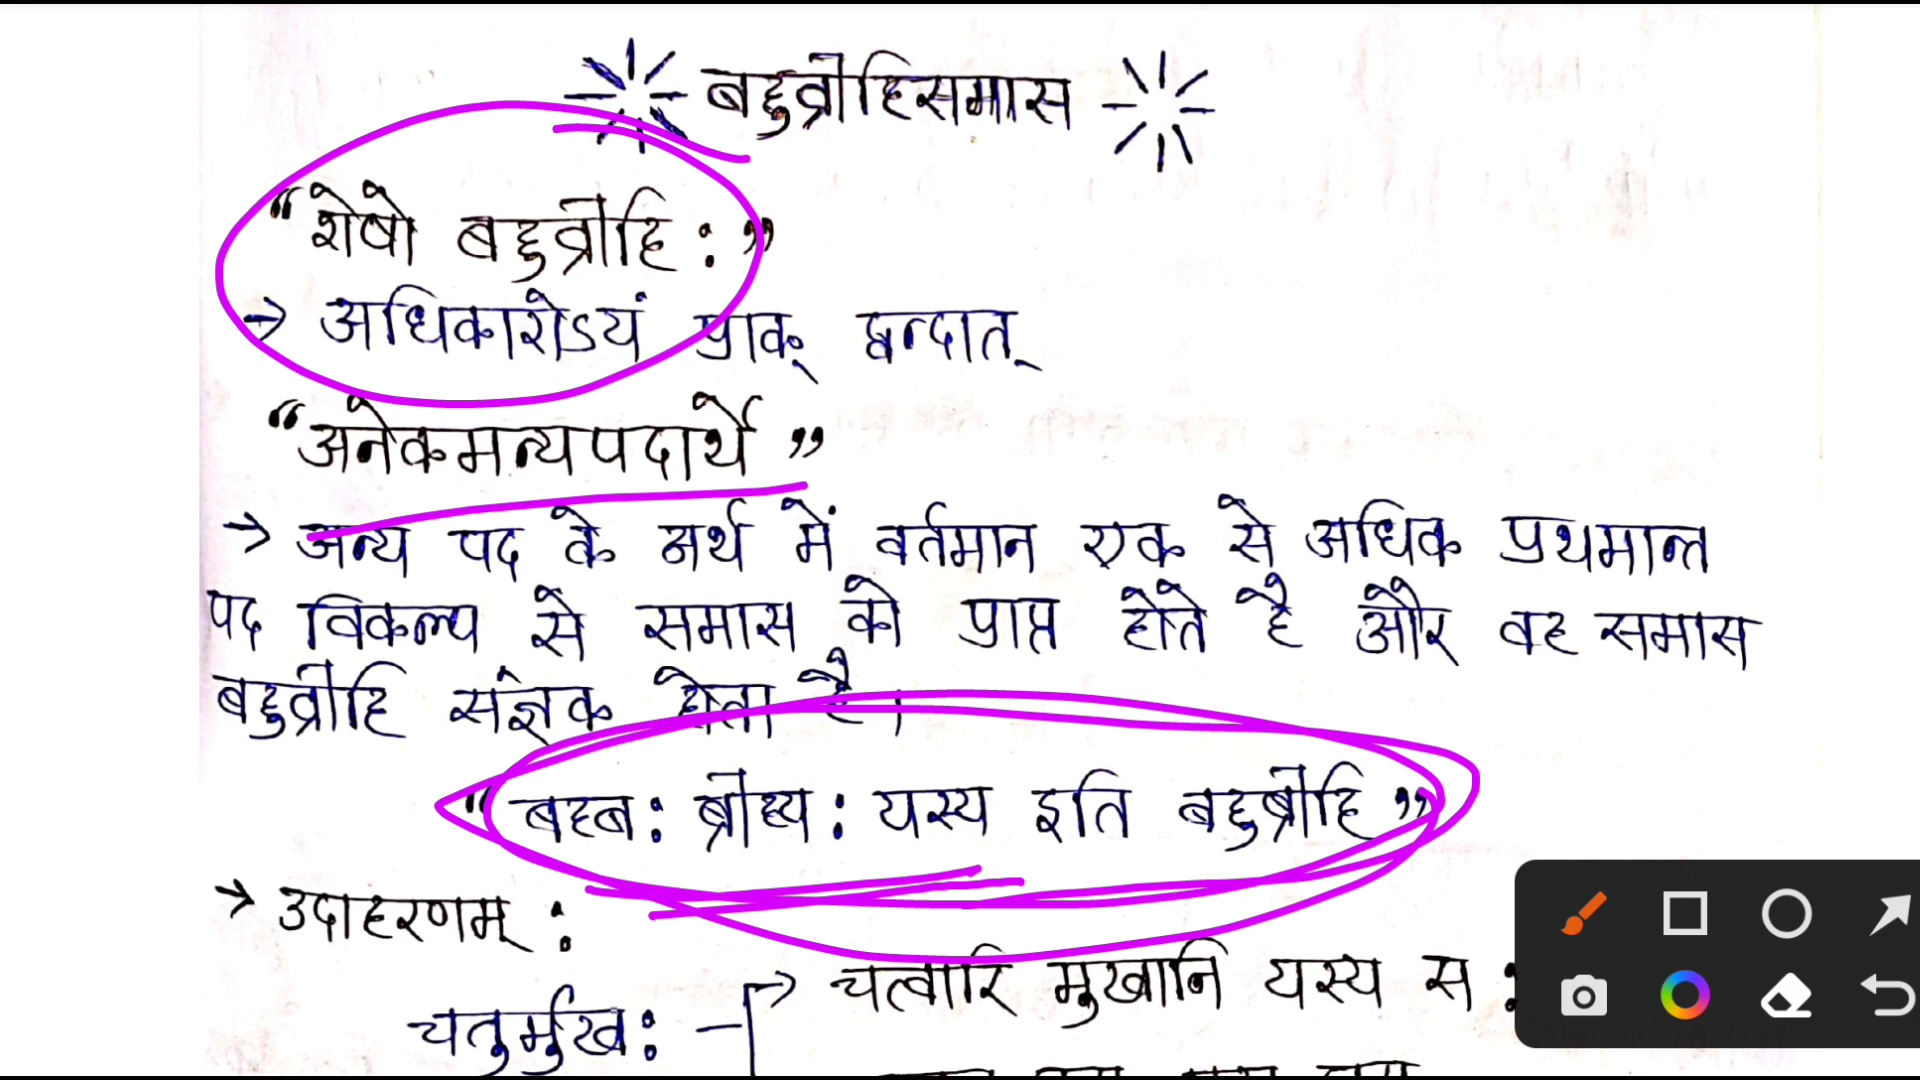 बहुव्रीहिसमास
“शेषो बहुव्रीहि :”
→ अधिकारोऽयं प्राक् द्वन्दात्
“अनेकमन्यपदार्थे”
→ अन्य पद के अर्थ में वर्तमान एक से अधिक प्रथमान्त
पद विकल्प से समास को प्राप्त होते है और वह समास
बहुव्रीहि संज्ञक होता है।
“बहब : ब्रीह्य : यस्य इति बहुब्रीहि”
→ उदाहरणम् :
→ चत्वारि मुखानि यस्य स :
चतुर्मुख : –